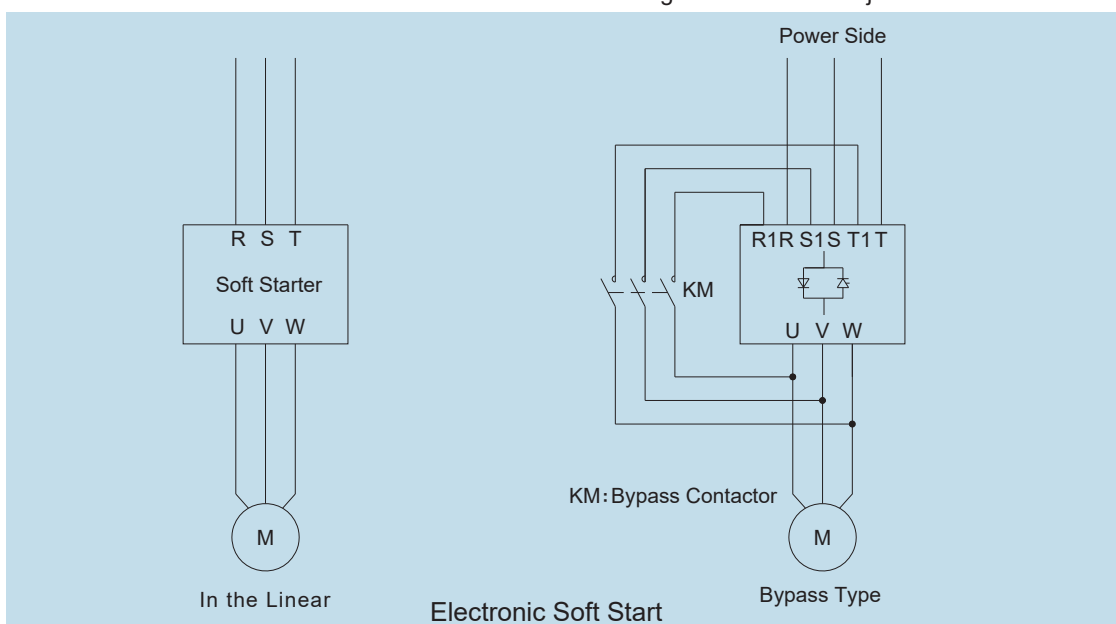 Power Side
R S T
Soft Starter
U V W
M
In the Linear
R1R S1S T1T
KM
U V W
KM:Bypass Contactor
M
Bypass Type
Electronic Soft Start